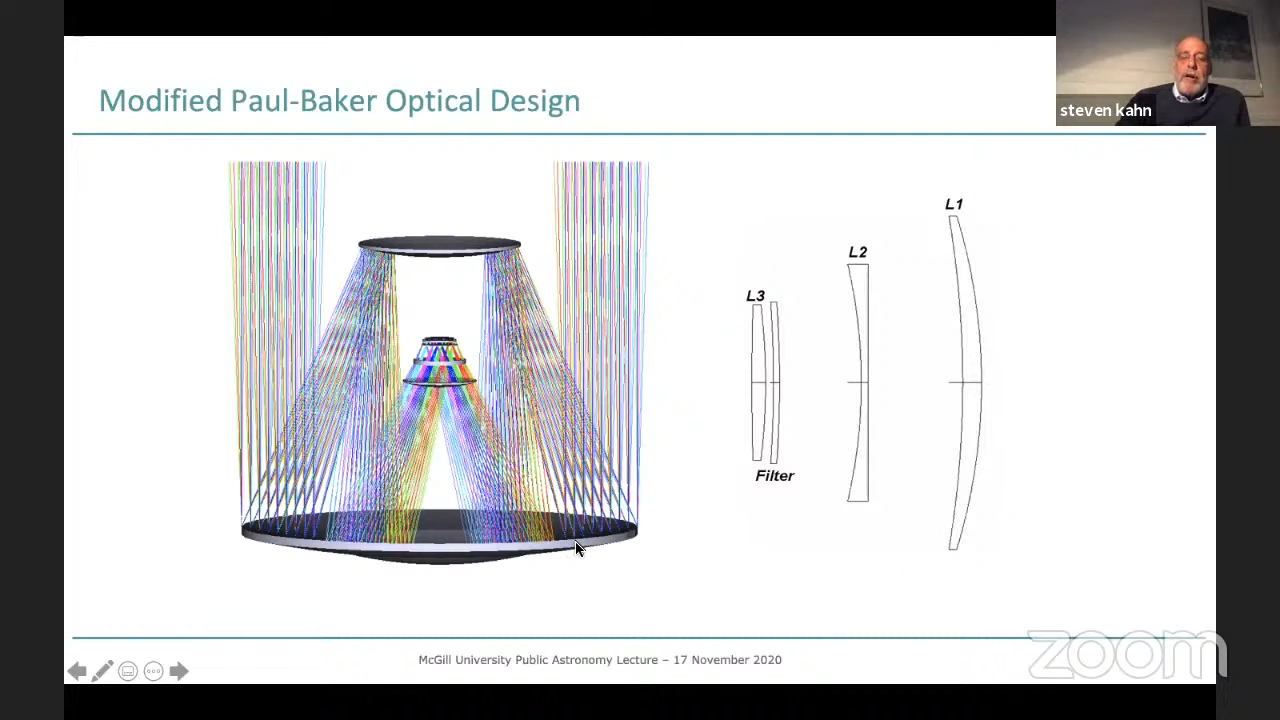 Modified Paul-Baker Optical Design
steven kahn
L1
L2
L3
Filter
McGill University Public Astronomy Lecture – 17 November 2020
zoom